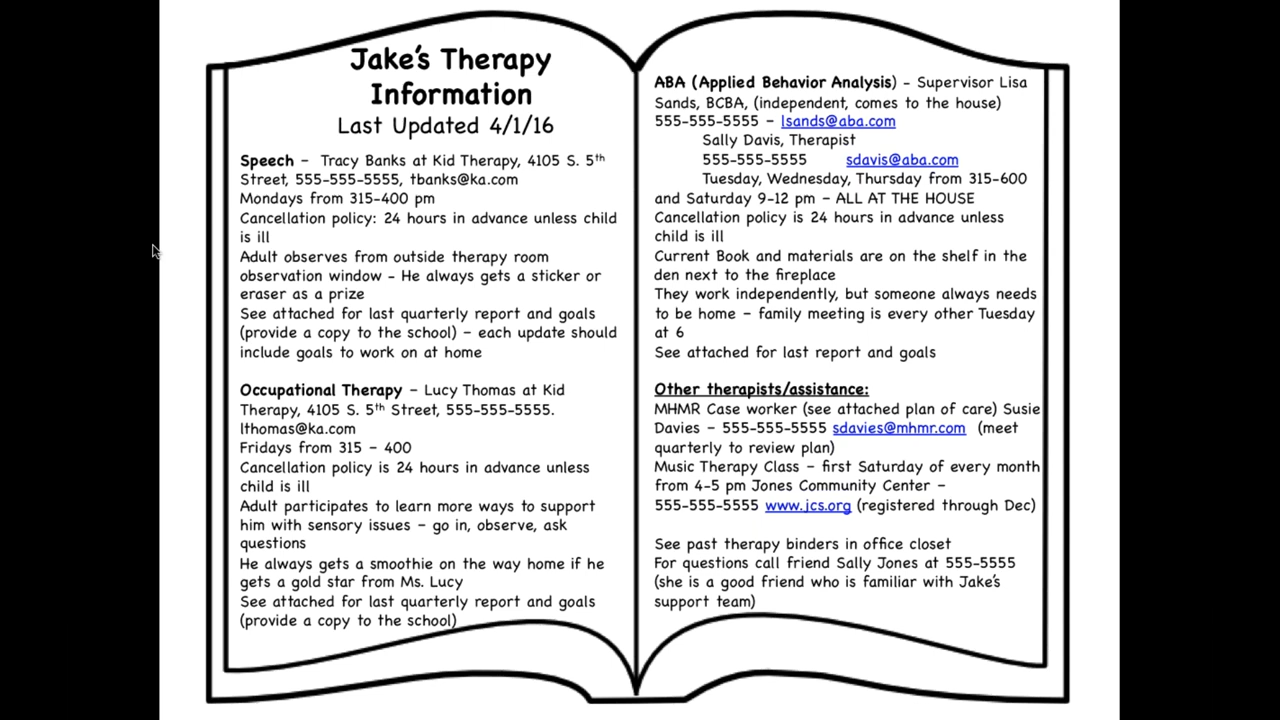 Jake's Therapy
Information
Last Updated 4/1/16
Speech – Tracy Banks at Kid Therapy, 4105 S. 5th
Street, 555-555-5555, tbanks@ka.com
Mondays from 315-400 pm
Cancellation policy: 24 hours in advance unless child
is ill
Adult observes from outside therapy room
observation window – He always gets a sticker or
eraser as a prize
See attached for last quarterly report and goals
(provide a copy to the school) – each update should
include goals to work on at home
Occupational Therapy – Lucy Thomas at Kid
Therapy, 4105 S. 5th Street, 555-555-5555.
lthomas@ka.com
Fridays from 315 – 400
Cancellation policy is 24 hours in advance unless
child is ill
Adult participates to learn more ways to support
him with sensory issues – go in, observe, ask
questions
He always gets a smoothie on the way home if he
gets a gold star from Ms. Lucy
See attached for last quarterly report and goals
(provide a copy to the school)
ABA (Applied Behavior Analysis) – Supervisor Lisa
Sands, BCBA, (independent, comes to the house)
555-555-5555 – lsands@aba.com
Sally Davis, Therapist
555-555-5555 sdavis@aba.com
Tuesday, Wednesday, Thursday from 315-600
and Saturday 9-12 pm – ALL AT THE HOUSE
Cancellation policy is 24 hours in advance unless
child is ill
Current Book and materials are on the shelf in the
den next to the fireplace
They work independently, but someone always needs
to be home – family meeting is every other Tuesday
at 6
See attached for last report and goals
Other therapists/assistance:
MHMR Case worker (see attached plan of care) Susie
Davies – 555-555-5555 sdavies@mhmr.com (meet
quarterly to review plan)
Music Therapy Class – first Saturday of every month
from 4-5 pm Jones Community Center –
555-555-5555 www.jcs.org (registered through Dec)
See past therapy binders in office closet
For questions call friend Sally Jones at 555-5555
(she is a good friend who is familiar with Jake's
support team)